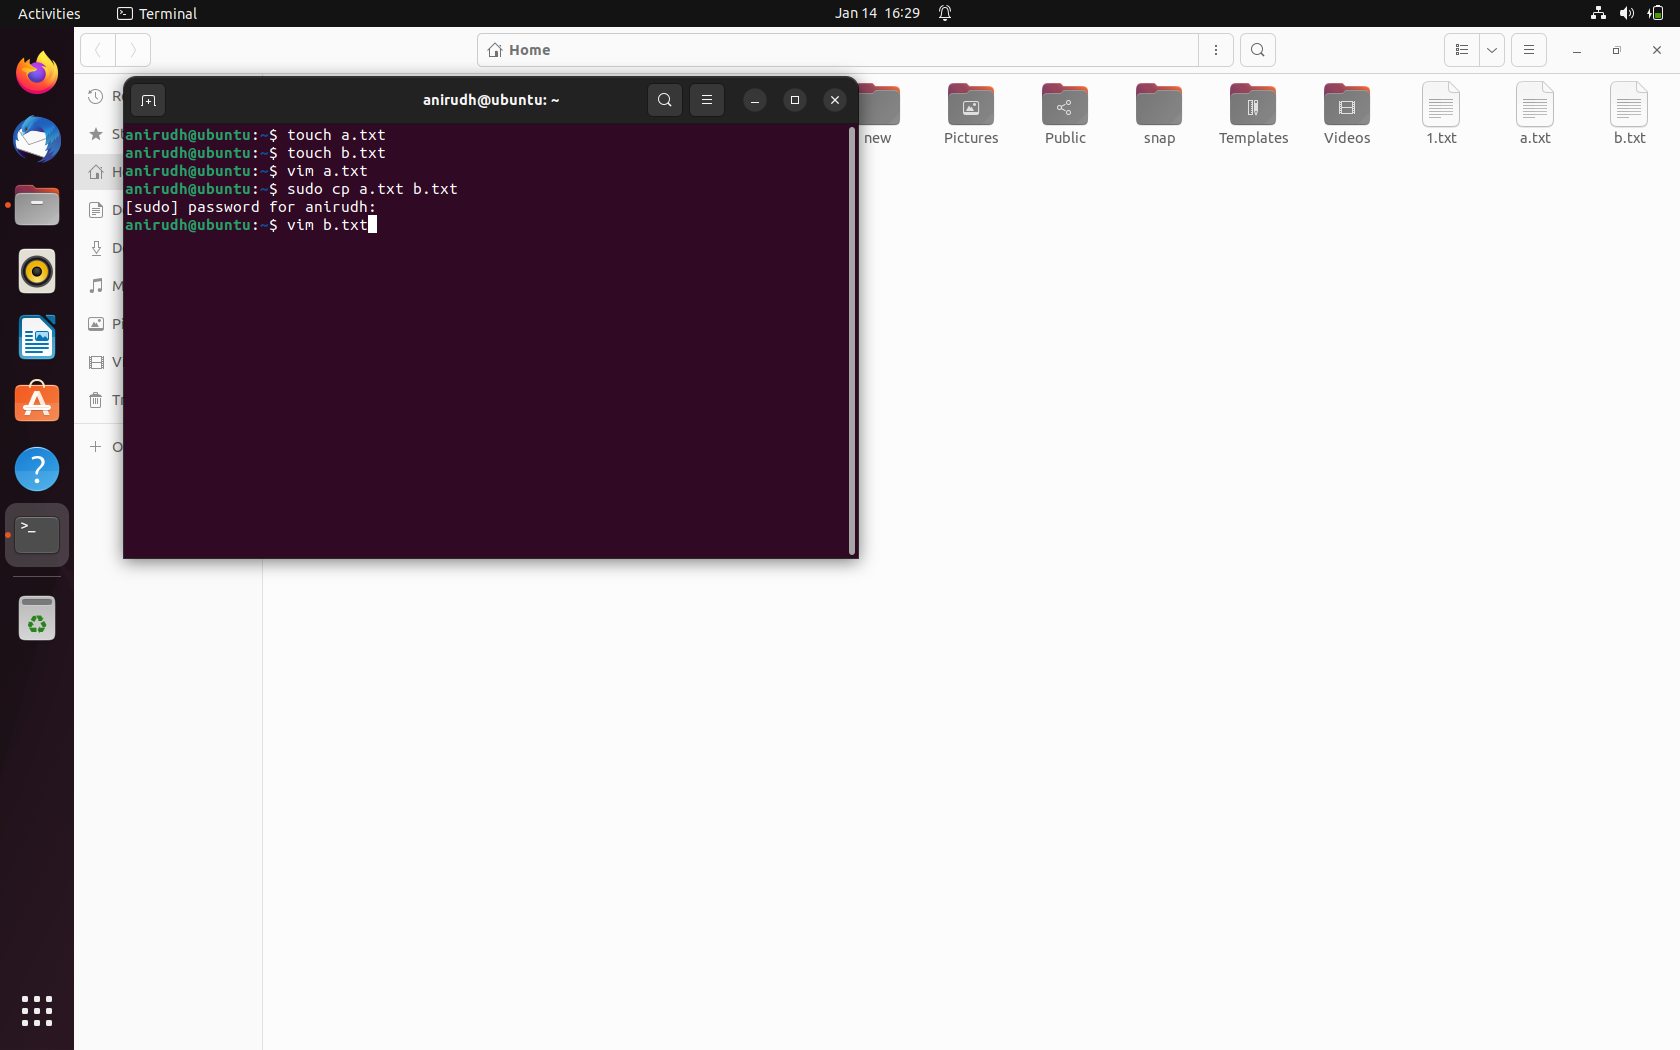 Activities Terminal Jan 14 16:29
Home
anirudh@ubuntu: ~
anirudh@ubuntu:~$ touch a.txt
anirudh@ubuntu:~$ touch b.txt
anirudh@ubuntu:~$ vim a.txt
anirudh@ubuntu:~$ sudo cp a.txt b.txt
[sudo] password for anirudh:
anirudh@ubuntu:~$ vim b.txt
new Pictures Public snap Templates Videos 1.txt a.txt b.txt